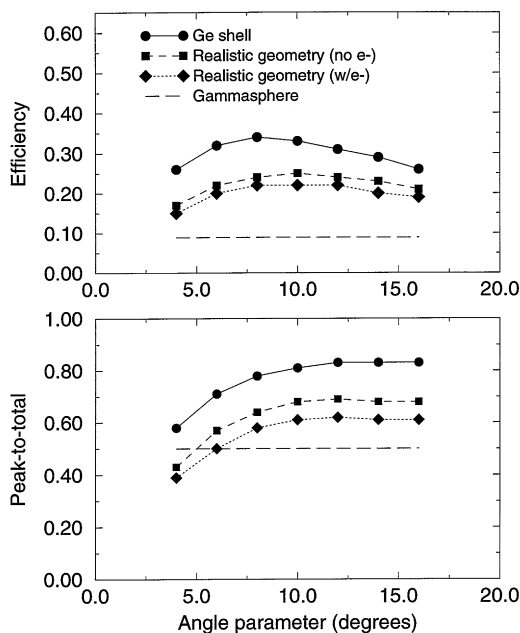 0.60
0.50
0.40
0.30
0.20
0.10
0.00
Efficiency
Ge shell
Realistic geometry (no e-)
Realistic geometry (w/e-)
Gammasphere
0.0 5.0 10.0 15.0 20.0
1.00
0.80
0.60
0.40
0.20
0.00
Peak-to-total
0.0 5.0 10.0 15.0 20.0
Angle parameter (degrees)